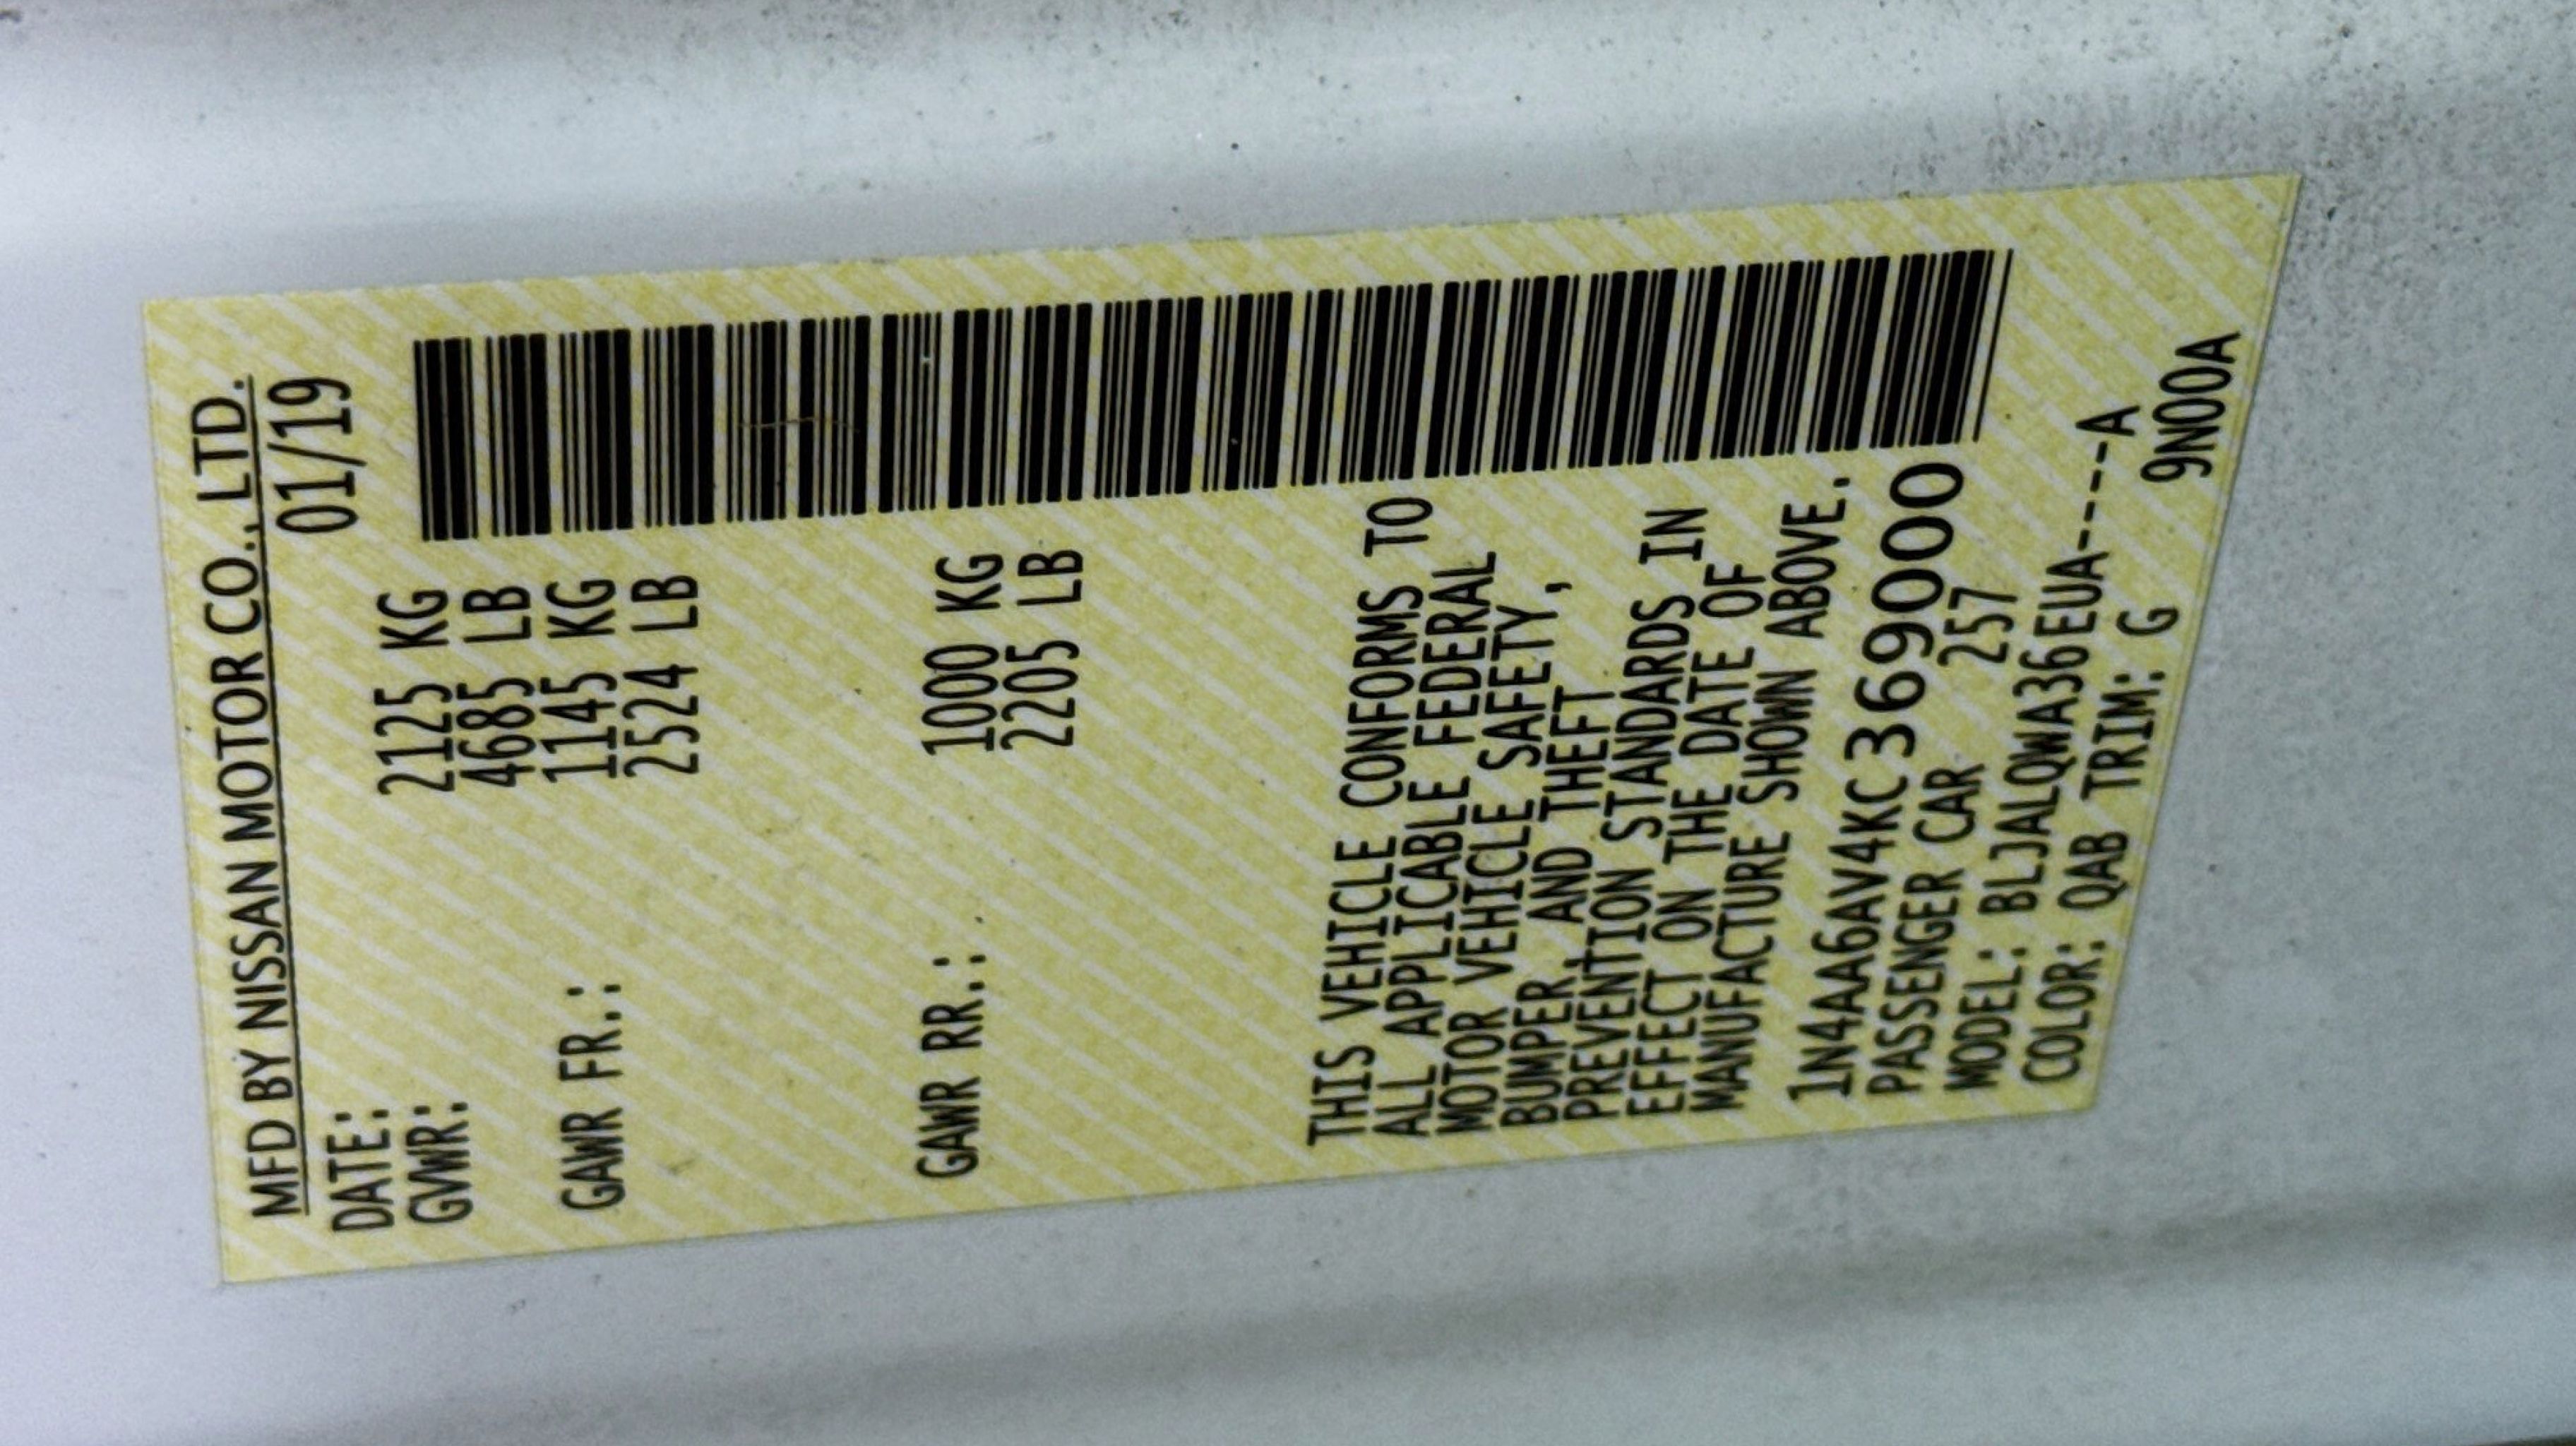 MFD BY NISSAN MOTOR CO., LTD.
DATE: 01/19
GVWR: 2125 KG
4685 LB
GAWR FR.: 1145 KG
2524 LB
GAWR RR.: 1000 KG
2205 LB
THIS VEHICLE CONFORMS TO
ALL APPLICABLE FEDERAL
MOTOR VEHICLE SAFETY,
BUMPER, AND THEFT
PREVENTION STANDARDS IN
EFFECT ON THE DATE OF
MANUFACTURE SHOWN ABOVE.
1N4AA6AV4KC369000
PASSENGER CAR 257
MODEL: BLJALQWA36EUA-----A
COLOR: QAB TRIM: G 9N00A